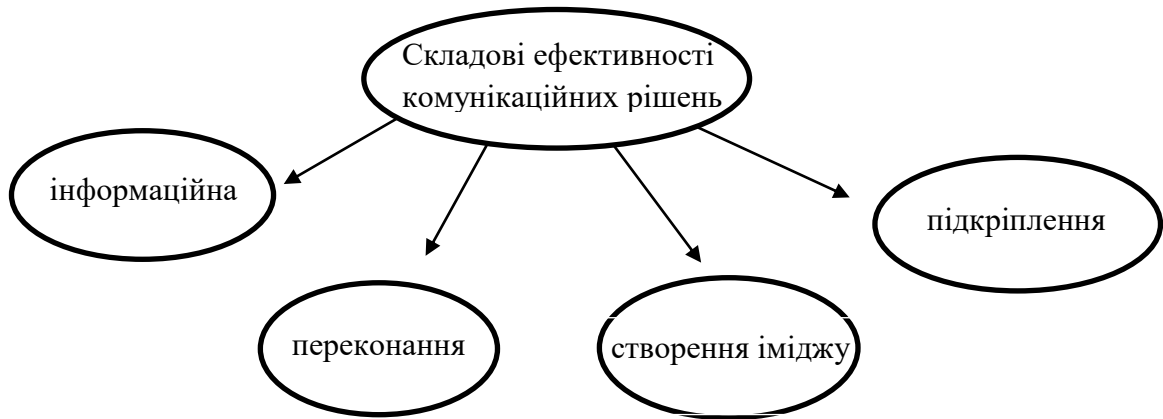 Складові ефективності
комунікаційних рішень
інформаційна
підкріплення
переконання
створення іміджу